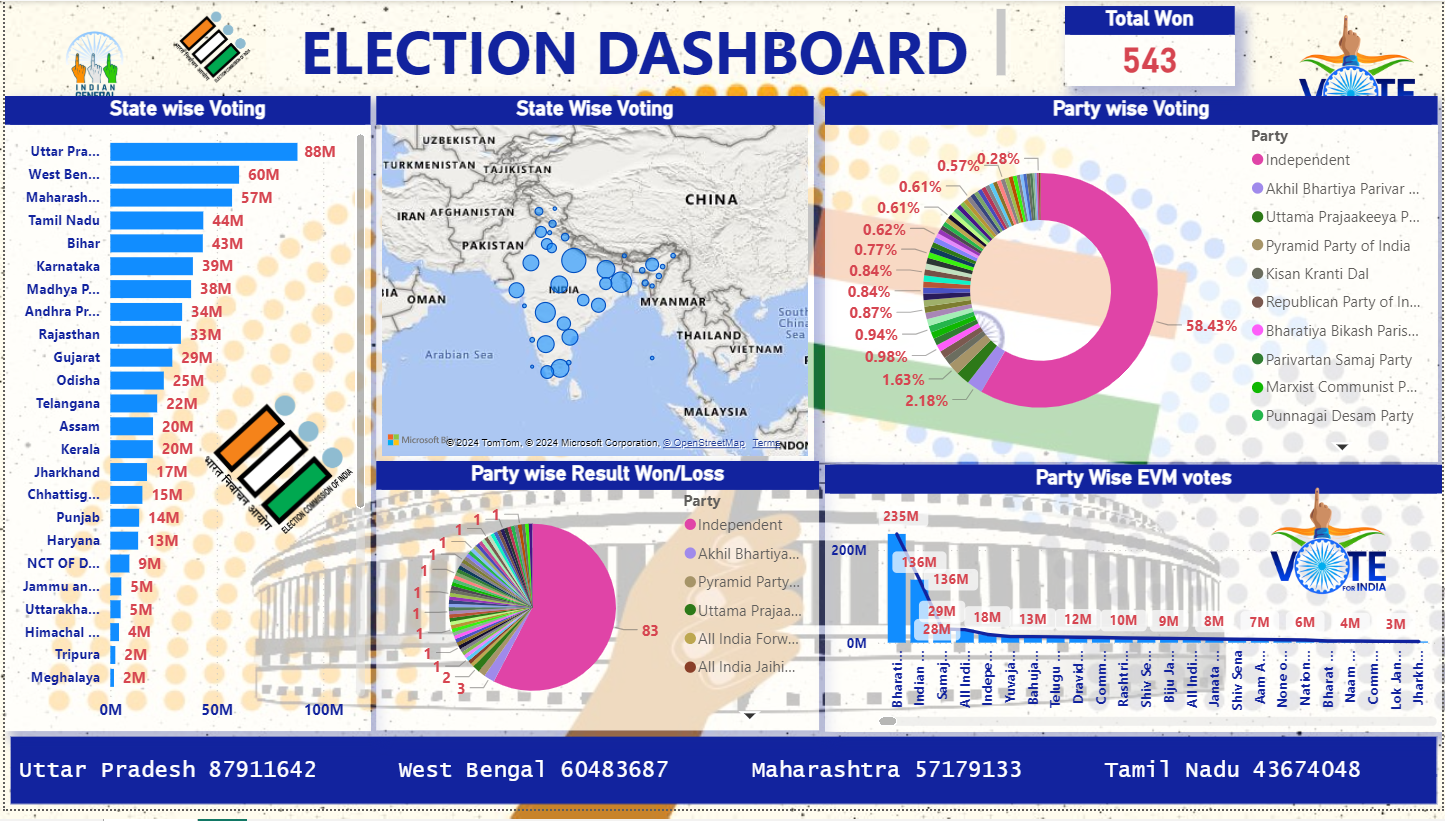 ELECTION DASHBOARD
INDIAN
GENERAL
भारत निर्वाचन आयोग
ELECTION COMMISSION OF INDIA
Total Won
543
VOTE
State wise Voting
Uttar Pra... 88M
West Ben... 60M
Maharash... 57M
Tamil Nadu 44M
Bihar 43M
Karnataka 39M
Madhya P... 38M
Andhra Pr... 34M
Rajasthan 33M
Gujarat 29M
Odisha 25M
Telangana 22M
Assam 20M
Kerala 20M
Jharkhand 17M
Chhattisg... 15M
Punjab 14M
Haryana 13M
NCT OF D... 9M
Jammu an... 5M
Uttarakha... 5M
Himachal ... 4M
Tripura 2M
Meghalaya 2M
0M 50M 100M
भारत निर्वाचन आयोग
ELECTION COMMISSION OF INDIA
State Wise Voting
UZBEKISTAN
TURKMENISTAN
TAJIKISTAN
CHINA
IRAN
AFGHANISTAN
PAKISTAN
OMAN
INDIA
MYANMAR
South
China
Sea
THAILAND
VIETNAM
Arabian Sea
MALAYSIA
© 2024 TomTom, © 2024 Microsoft Corporation, © OpenStreetMap Terms
Party wise Voting
0.57%
0.28%
0.61%
0.61%
0.62%
0.77%
0.84%
0.84%
0.87%
0.94%
0.98%
1.63%
2.18%
58.43%
Party
Independent
Akhil Bhartiya Parivar ...
Uttama Prajaakeeya P...
Pyramid Party of India
Kisan Kranti Dal
Republican Party of In...
Bharatiya Bikash Paris...
Parivartan Samaj Party
Marxist Communist P...
Punnagai Desam Party
Party wise Result Won/Loss
1
1
1
1
1
1
1
1
1
1
2
3
83
Party
Independent
Akhil Bhartiya...
Pyramid Party...
Uttama Prajaa...
All India Forw...
All India Jaihi...
Party Wise EVM votes
200M
0M
235M
136M
136M
29M
28M
18M
13M
12M
10M
9M
8M
7M
6M
4M
3M
Bharati...
Indian ...
Samaj...
All Indi...
Indepe...
Yuvaja...
Bahuja...
Telugu ...
Dravid...
Comm...
Rashtri...
Shiv Se...
Biju Ja...
All Indi...
Janata ...
Shiv Sena
Aam A...
None o...
Nation...
Bharat ...
Naam ...
Comm...
Lok Jan...
Jharkh...
VOTE
FOR INDIA
Uttar Pradesh 87911642 West Bengal 60483687 Maharashtra 57179133 Tamil Nadu 43674048